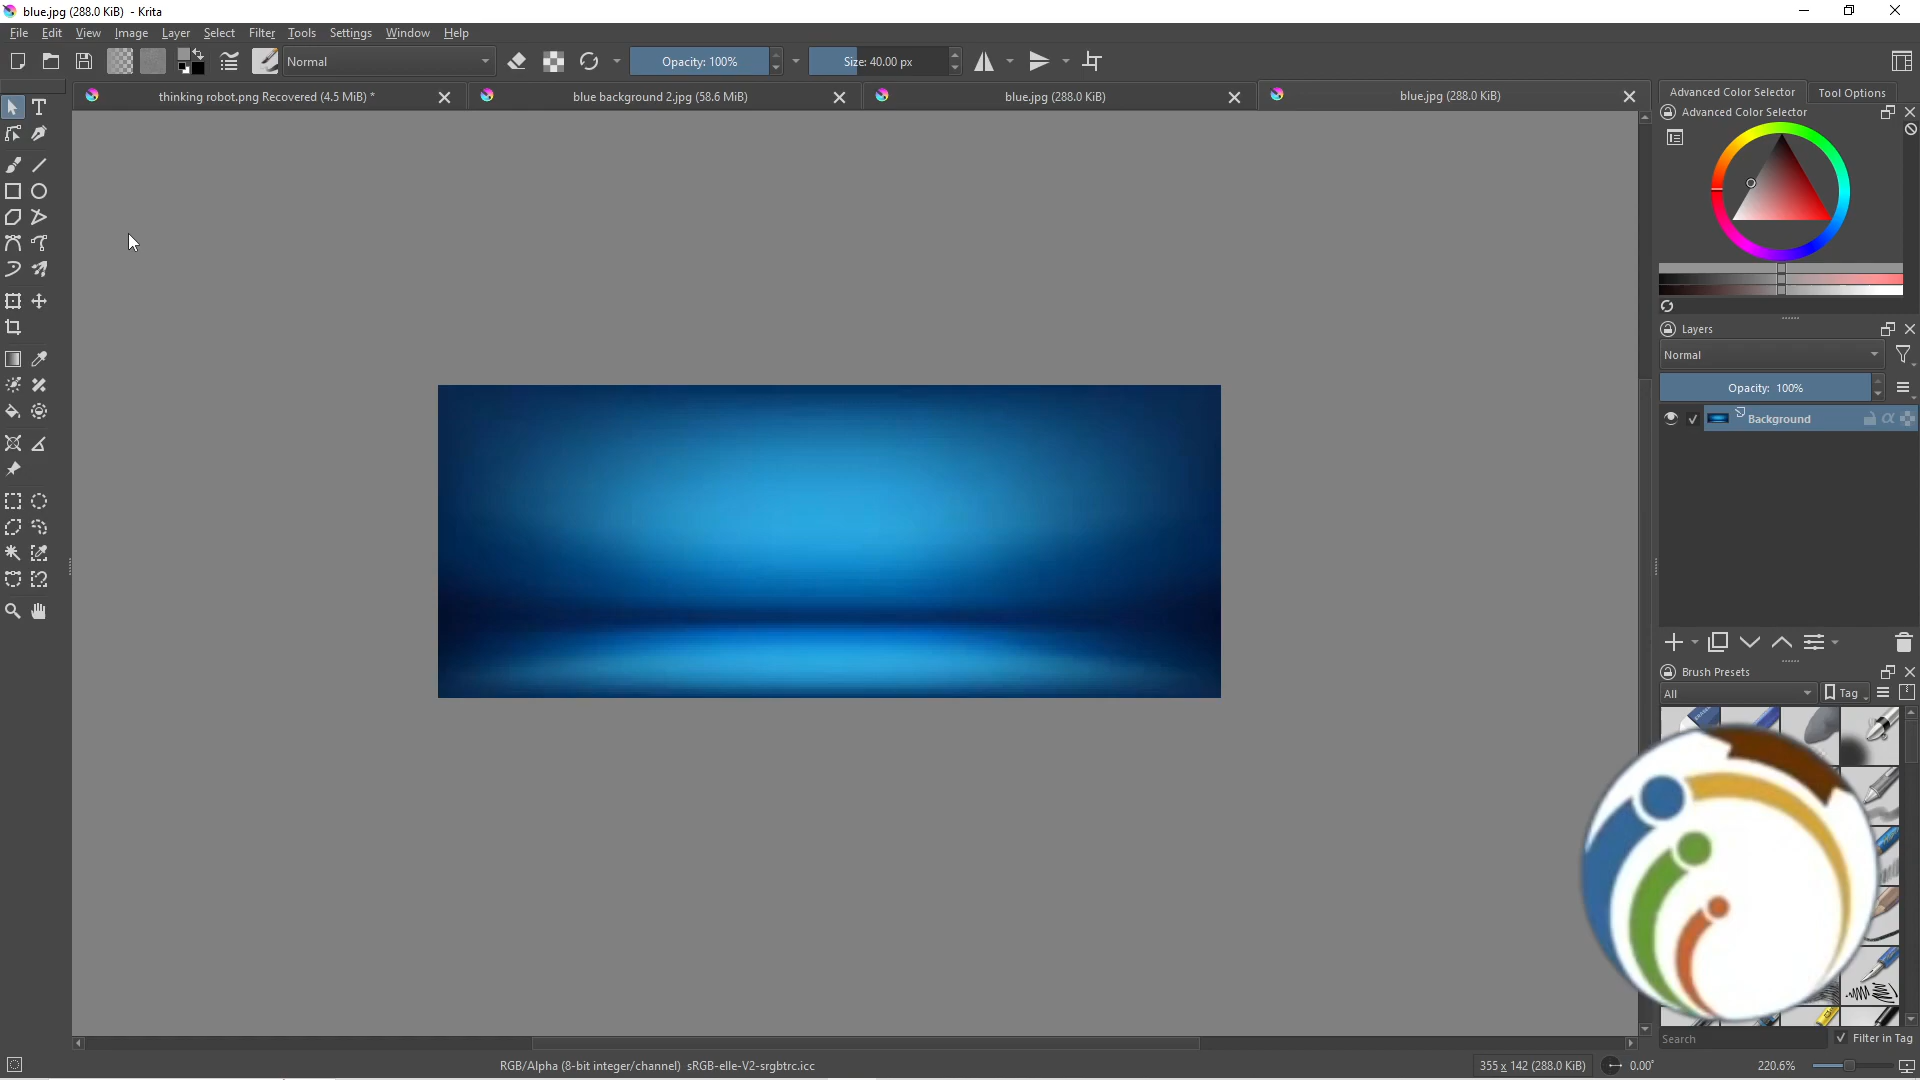 blue.jpg (288.0 KiB) - Krita
File Edit View Image Layer Select Filter Tools Settings Window Help
Normal Opacity: 100% Size: 40.00 px
thinking robot.png Recovered (4.5 MiB) * blue background 2.jpg (58.6 MiB) blue.jpg (288.0 KiB) blue.jpg (288.0 KiB)
Advanced Color Selector Tool Options
Advanced Color Selector
Layers
Normal
Opacity: 100%
Background
Brush Presets
All Tag
Search Filter in Tag
RGB/Alpha (8-bit integer/channel) sRGB-elle-V2-srgbtrc.icc 355 x 142 (288.0 KiB) 0.00° 220.6%